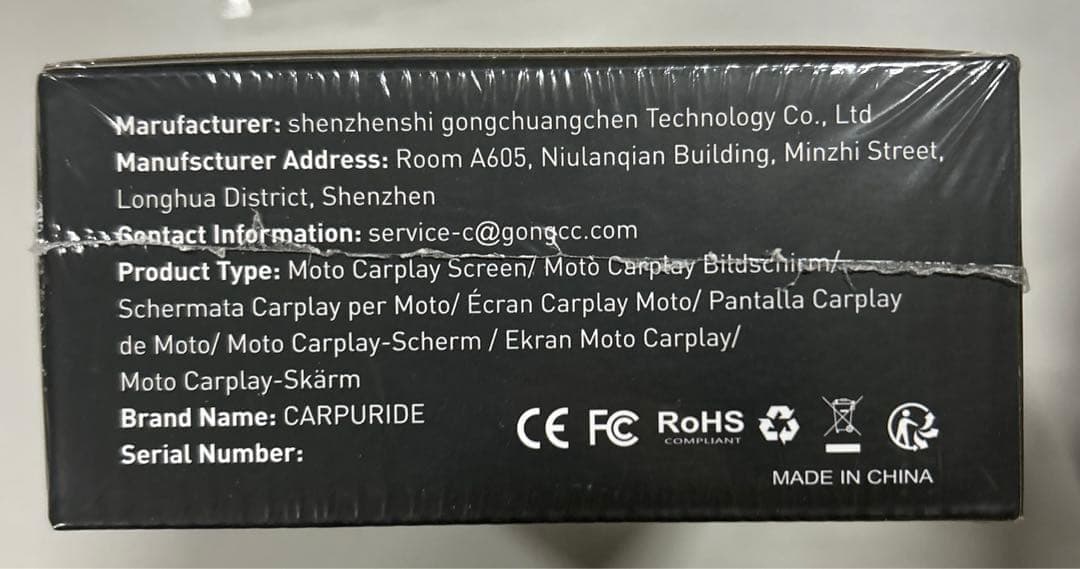 Marufacturer: shenzhenshi gongchuangchen Technology Co., Ltd
Manufscturer Address: Room A605, Niulanqian Building, Minzhi Street,
Longhua District, Shenzhen
Contact Information: service-c@gongcc.com
Product Type: Moto Carplay Screen/ Moto Carplay Bildschirm/
Schermata Carplay per Moto/ Écran Carplay Moto/ Pantalla Carplay
de Moto/ Moto Carplay-Scherm / Ekran Moto Carplay/
Moto Carplay-Skärm
Brand Name: CARPURIDE
Serial Number:
CE FC RoHS
COMPLIANT
MADE IN CHINA